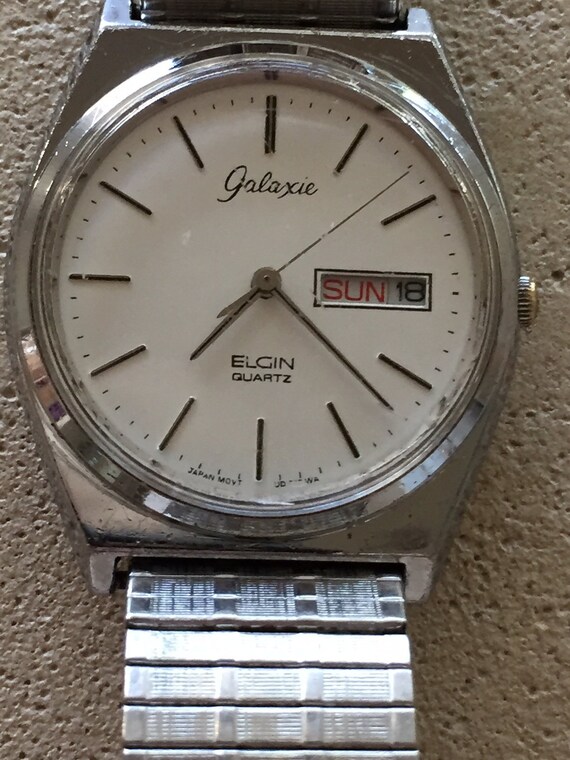 Galaxie
SUN 18
ELGIN
QUARTZ
JAPAN MOVT